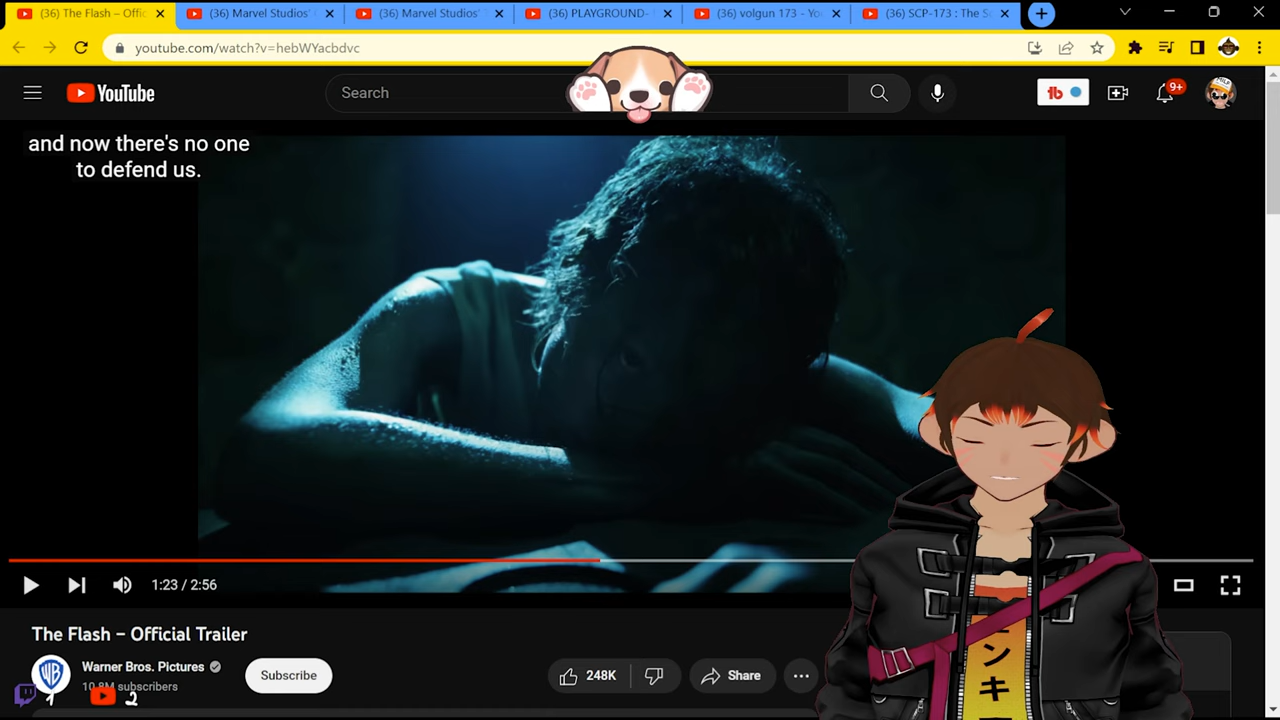 (36) The Flash – Offic
(36) Marvel Studios'
(36) Marvel Studios'
(36) PLAYGROUND-
(36) volgun 173 - Yo
(36) SCP-173 : The S
youtube.com/watch?v=hebWYacbdvc
YouTube
Search
9+
and now there's no one
to defend us.
1:23 / 2:56
The Flash – Official Trailer
Warner Bros. Pictures
10.8M subscribers
Subscribe
248K
Share
1
2
ンキ